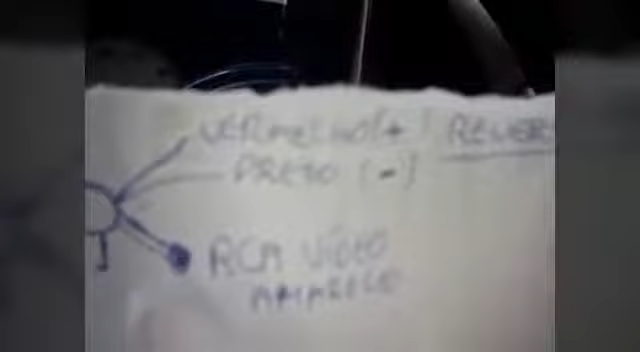 VERMELHO (+) REVERS
PRETO (-)
RCA VÍDEO
AMARELO